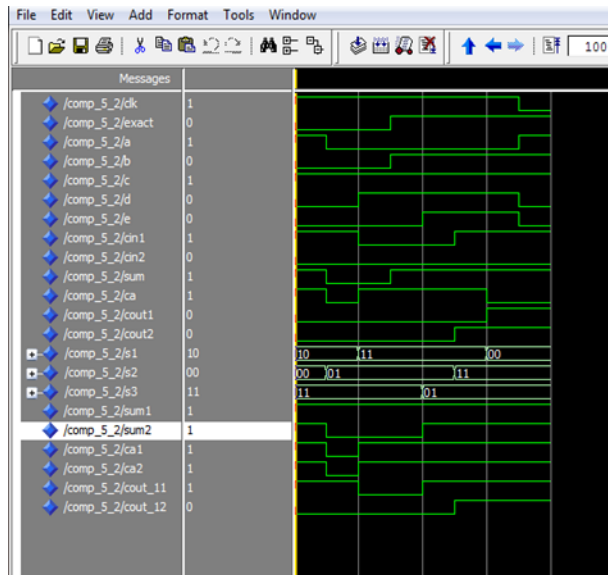 File Edit View Add Format Tools Window
100
Messages
/comp_5_2/clk 1
/comp_5_2/exact 0
/comp_5_2/a 1
/comp_5_2/b 0
/comp_5_2/c 1
/comp_5_2/d 0
/comp_5_2/e 0
/comp_5_2/cin1 1
/comp_5_2/cin2 0
/comp_5_2/sum 1
/comp_5_2/ca 1
/comp_5_2/cout1 0
/comp_5_2/cout2 0
/comp_5_2/s1 10 10 11 00
/comp_5_2/s2 00 00 01 11
/comp_5_2/s3 11 11 01
/comp_5_2/sum1 1
/comp_5_2/sum2 1
/comp_5_2/ca1 1
/comp_5_2/ca2 1
/comp_5_2/cout_11 1
/comp_5_2/cout_12 0